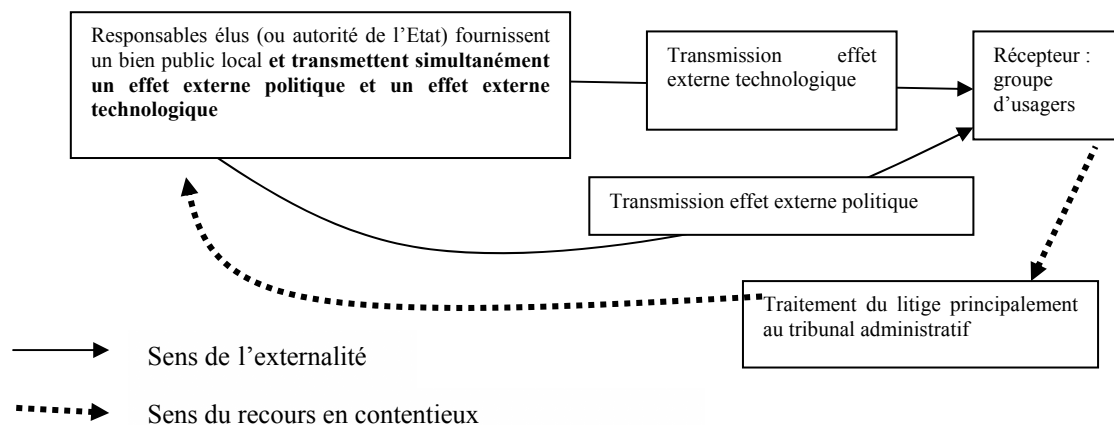 Responsables élus (ou autorité de l’Etat) fournissent
un bien public local et transmettent simultanément
un effet externe politique et un effet externe
technologique
Transmission effet
externe technologique
Récepteur :
groupe
d’usagers
Transmission effet externe politique
Traitement du litige principalement
au tribunal administratif
Sens de l’externalité
Sens du recours en contentieux